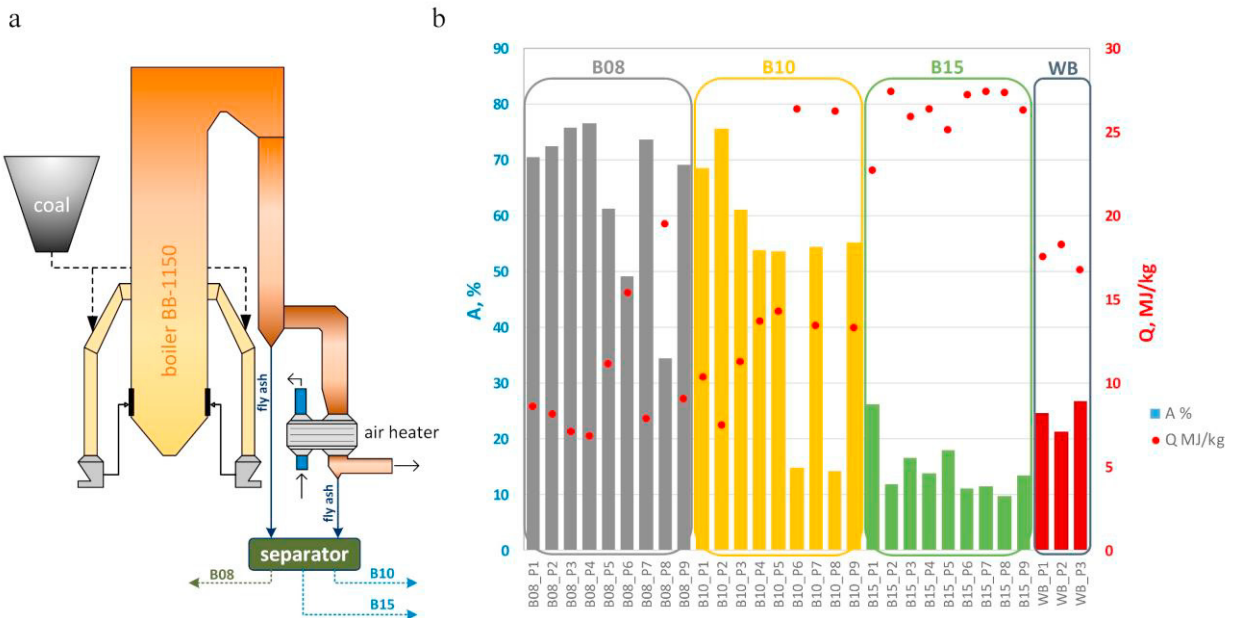 a
coal
boiler BB-1150
fly ash
air heater
fly ash
separator
B08
B10
B15
b
90
80
70
60
50
40
30
20
10
0
A, %
B08
B10
B15
WB
30
25
20
15
10
5
0
Q, MJ/kg
A %
Q MJ/kg
B08_P1
B08_P2
B08_P3
B08_P4
B08_P5
B08_P6
B08_P7
B08_P8
B08_P9
B10_P1
B10_P2
B10_P3
B10_P4
B10_P5
B10_P6
B10_P7
B10_P8
B10_P9
B15_P1
B15_P2
B15_P3
B15_P4
B15_P5
B15_P6
B15_P7
B15_P8
B15_P9
WB_P1
WB_P2
WB_P3